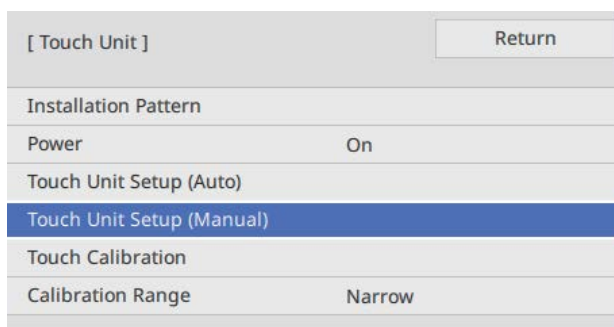 [ Touch Unit ] Return
Installation Pattern
Power On
Touch Unit Setup (Auto)
Touch Unit Setup (Manual)
Touch Calibration
Calibration Range Narrow